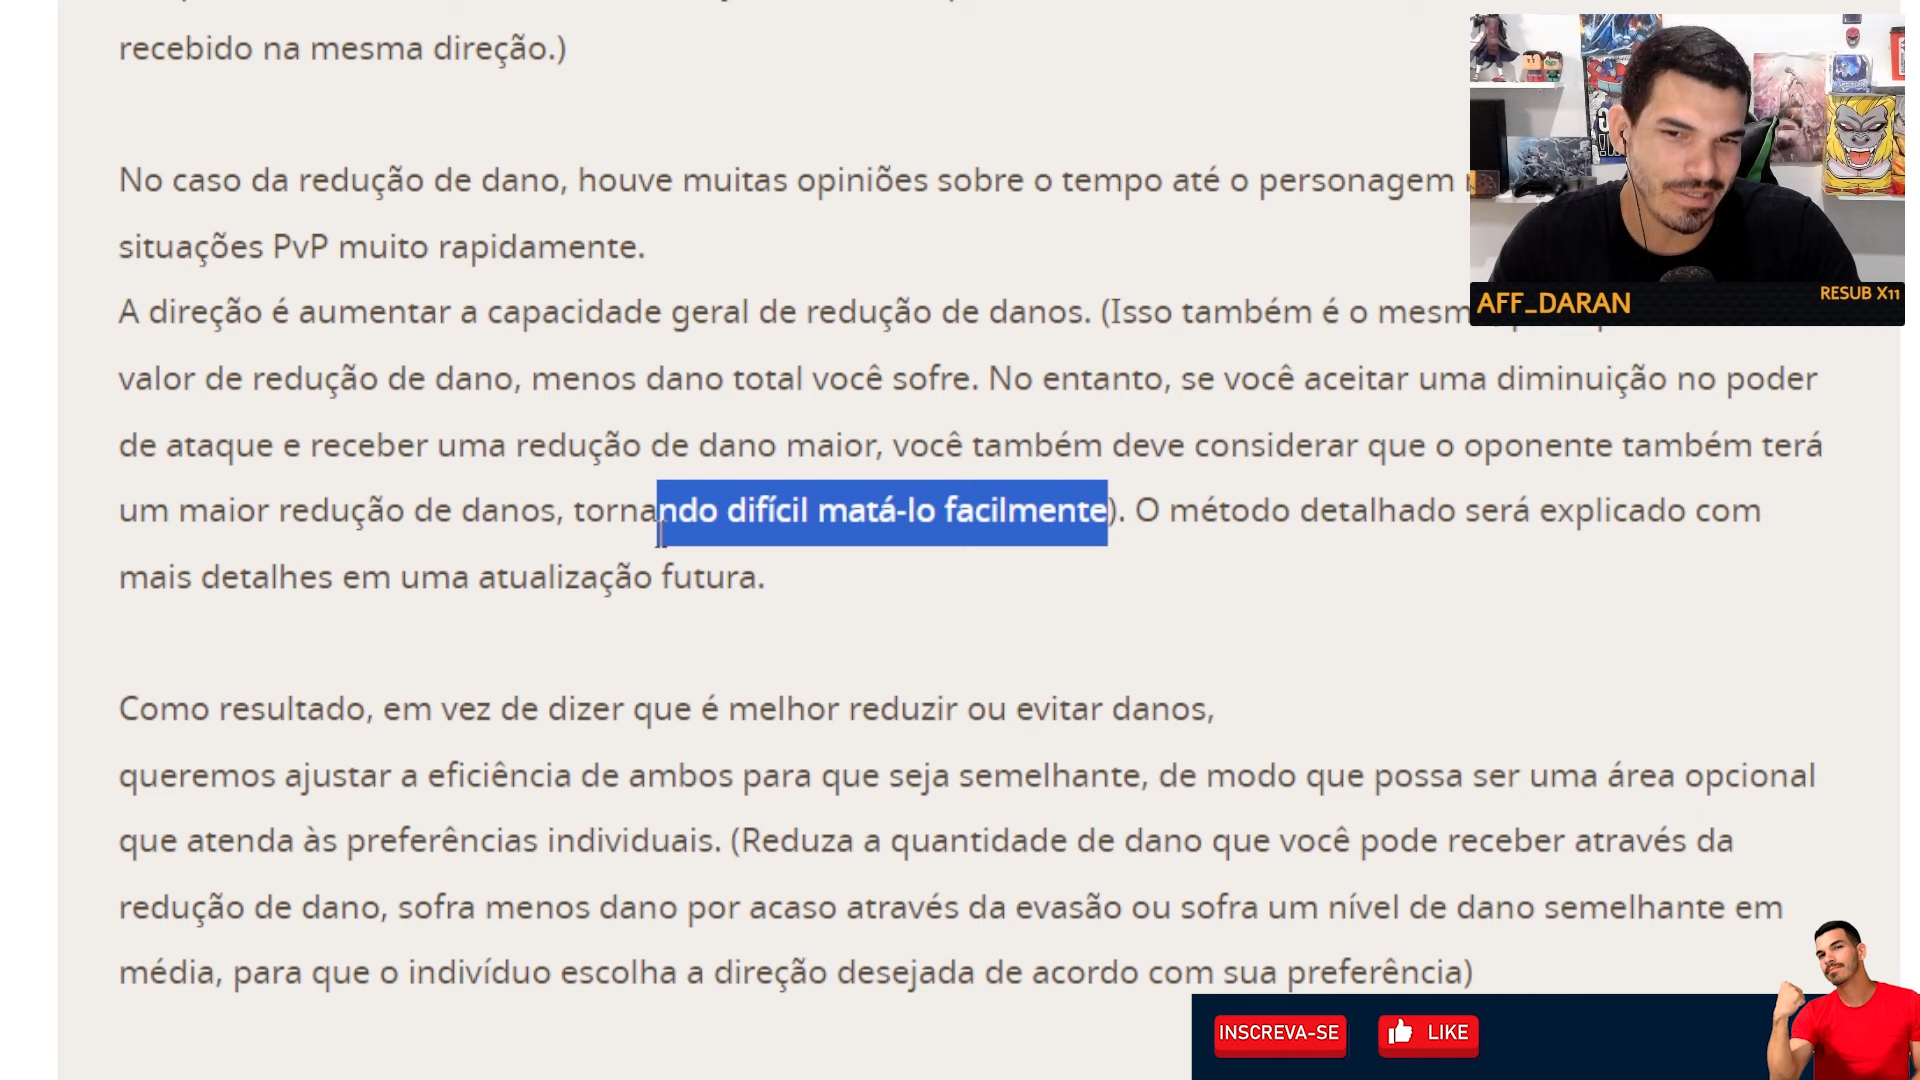 recebido na mesma direção.)
No caso da redução de dano, houve muitas opiniões sobre o tempo até o personagem
situações PvP muito rapidamente.
A direção é aumentar a capacidade geral de redução de danos. (Isso também é o
valor de redução de dano, menos dano total você sofre. No entanto, se você aceitar uma diminuição no poder
de ataque e receber uma redução de dano maior, você também deve considerar que o oponente também terá
um maior redução de danos, tornando difícil matá-lo facilmente). O método detalhado será explicado com
mais detalhes em uma atualização futura.
Como resultado, em vez de dizer que é melhor reduzir ou evitar danos,
queremos ajustar a eficiência de ambos para que seja semelhante, de modo que possa ser uma área opcional
que atenda às preferências individuais. (Reduza a quantidade de dano que você pode receber através da
redução de dano, sofra menos dano por acaso através da evasão ou sofra um nível de dano semelhante em
média, para que o indivíduo escolha a direção desejada de acordo com sua preferência)
AFF_DARAN
RESUB X11
INSCREVA-SE
LIKE